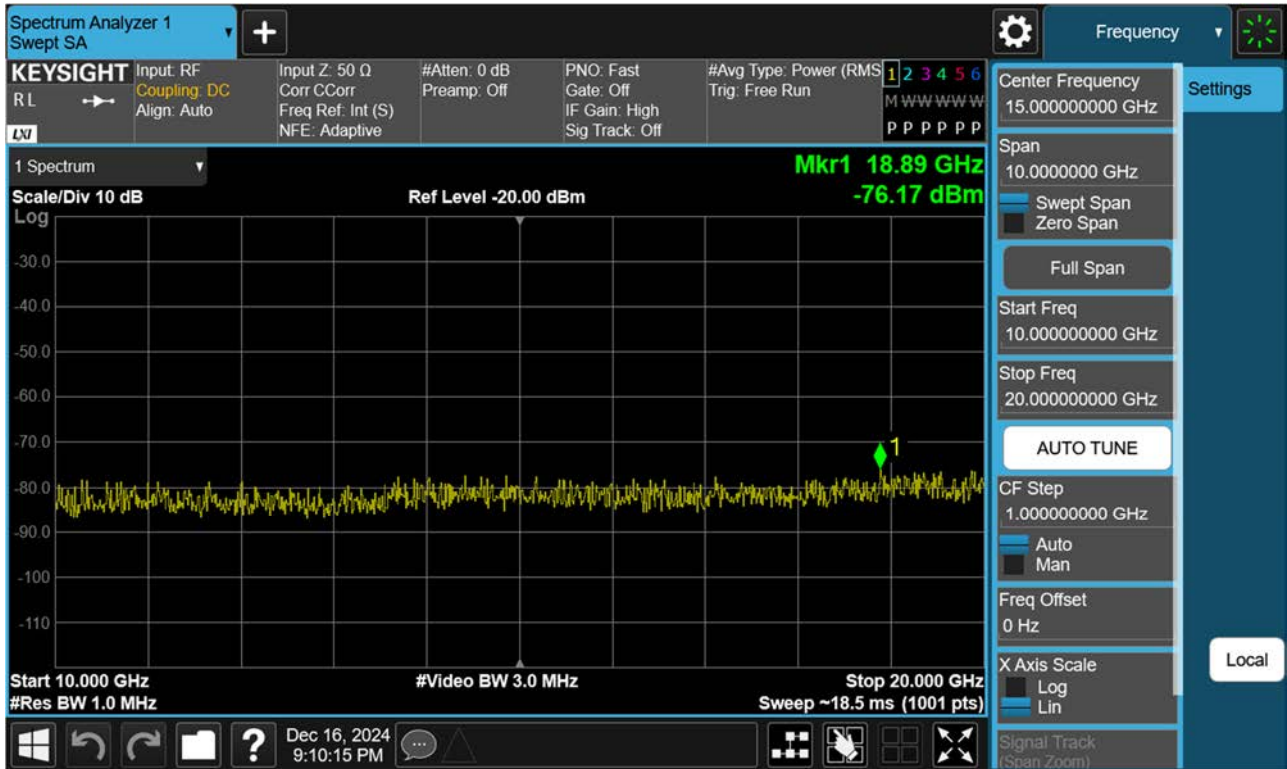 Spectrum Analyzer 1
Swept SA
Frequency
KEYSIGHT
R L
LXI
Input: RF
Coupling: DC
Align: Auto
Input Z: 50 Ω
Corr CCorr
Freq Ref: Int (S)
NFE: Adaptive
#Atten: 0 dB
Preamp: Off
PNO: Fast
Gate: Off
IF Gain: High
Sig Track: Off
#Avg Type: Power (RMS
Trig: Free Run
1 2 3 4 5 6
M W W W W W
P P P P P P
1 Spectrum
Mkr1 18.89 GHz
-76.17 dBm
Scale/Div 10 dB
Ref Level -20.00 dBm
Log
-30.0
-40.0
-50.0
-60.0
-70.0
-80.0
-90.0
-100
-110
1
Start 10.000 GHz
#Video BW 3.0 MHz
Stop 20.000 GHz
#Res BW 1.0 MHz
Sweep ~18.5 ms (1001 pts)
Center Frequency
15.000000000 GHz
Span
10.0000000 GHz
Swept Span
Zero Span
Full Span
Start Freq
10.000000000 GHz
Stop Freq
20.000000000 GHz
AUTO TUNE
CF Step
1.000000000 GHz
Auto
Man
Freq Offset
0 Hz
X Axis Scale
Log
Lin
Signal Track
(Span Zoom)
Settings
Local
?
Dec 16, 2024
9:10:15 PM